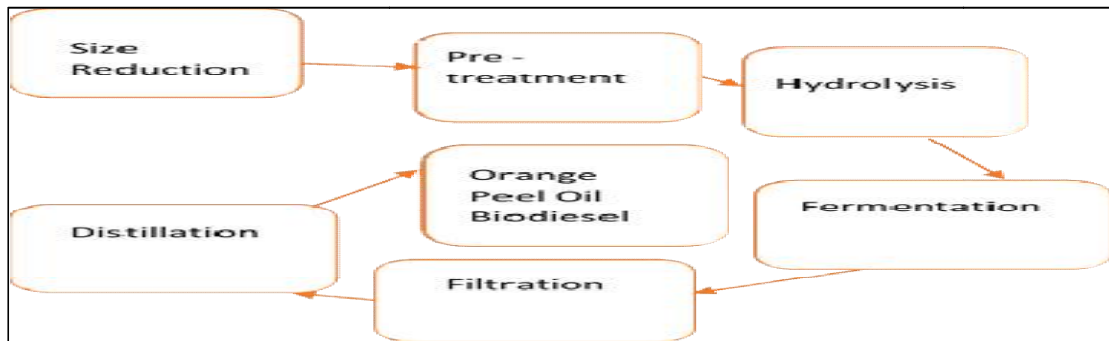 Size
Reduction
Pre -
treatment
Hydrolysis
Fermentation
Filtration
Distillation
Orange
Peel Oil
Biodiesel